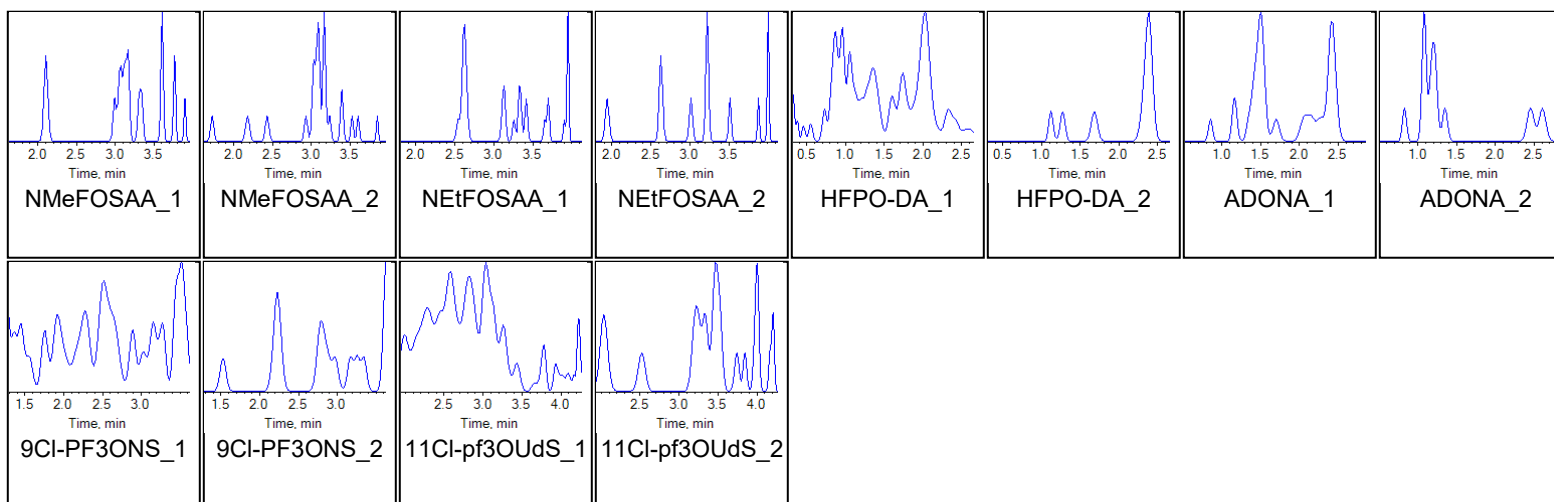 2.0 3.0 3.5
2.0 2.5 3.0 3.5
2.0 2.5 3.0 3.5
2.0 2.5 3.0 3.5
0.5 1.0 1.5 2.0 2.5
0.5 1.0 1.5 2.0 2.5
1.0 1.5 2.0 2.5
1.0 1.5 2.0 2.5
Time, min
Time, min
Time, min
Time, min
Time, min
Time, min
Time, min
Time, min
NMeFOSAA_1
NMeFOSAA_2
NEtFOSAA_1
NEtFOSAA_2
HFPO-DA_1
HFPO-DA_2
ADONA_1
ADONA_2
1.5 2.0 2.5 3.0
1.5 2.0 2.5 3.0
2.5 3.0 3.5 4.0
2.5 3.0 3.5 4.0
Time, min
Time, min
Time, min
Time, min
9Cl-PF3ONS_1
9Cl-PF3ONS_2
11Cl-pf3OUdS_1
11Cl-pf3OUdS_2